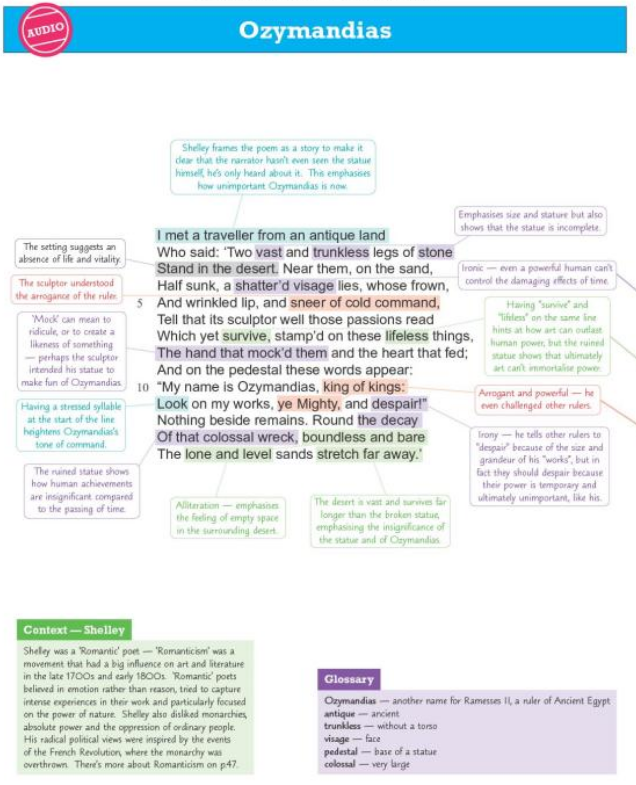 AUDIO
Ozymandias
Shelley frames the poem as a story to make it
clear that the narrator hasn't even seen the statue
himself, he's only heard about it. This emphasises
how unimportant Ozymandias is now.
Emphasises size and stature but also
shows that the statue is incomplete.
The setting suggests an
absence of life and vitality.
The sculptor understood
the arrogance of the ruler.
'Mock' can mean to
ridicule, or to create a
likeness of something
— perhaps the sculptor
intended his statue to
make fun of Ozymandias.
Having a stressed syllable
at the start of the line
heightens Ozymandias's
tone of command.
The ruined statue shows
how human achievements
are insignificant compared
to the passing of time.
I met a traveller from an antique land
Who said: 'Two vast and trunkless legs of stone
Stand in the desert. Near them, on the sand,
Half sunk, a shatter'd visage lies, whose frown,
5 And wrinkled lip, and sneer of cold command,
Tell that its sculptor well those passions read
Which yet survive, stamp'd on these lifeless things,
The hand that mock'd them and the heart that fed;
And on the pedestal these words appear:
10 "My name is Ozymandias, king of kings:
Look on my works, ye Mighty, and despair!"
Nothing beside remains. Round the decay
Of that colossal wreck, boundless and bare
The lone and level sands stretch far away.'
Ironic — even a powerful human can't
control the damaging effects of time.
Having "survive" and
"lifeless" on the same line
hints at how art can outlast
human power, but the ruined
statue shows that ultimately
art can't immortalise power.
Arrogant and powerful — he
even challenged other rulers.
Irony — he tells other rulers to
"despair" because of the size and
grandeur of his "works", but in
fact they should despair because
their power is temporary and
ultimately unimportant, like his.
Alliteration — emphasises
the feeling of empty space
in the surrounding desert.
The desert is vast and survives far
longer than the broken statue,
emphasising the insignificance of
the statue and of Ozymandias.
Context — Shelley
Shelley was a 'Romantic' poet — 'Romanticism' was a
movement that had a big influence on art and literature
in the late 1700s and early 1800s. 'Romantic' poets
believed in emotion rather than reason, tried to capture
intense experiences in their work and particularly focused
on the power of nature. Shelley also disliked monarchies,
absolute power and the oppression of ordinary people.
His radical political views were inspired by the events
of the French Revolution, where the monarchy was
overthrown. There's more about Romanticism on p.47.
Glossary
Ozymandias — another name for Ramesses II, a ruler of Ancient Egypt
antique — ancient
trunkless — without a torso
visage — face
pedestal — base of a statue
colossal — very large